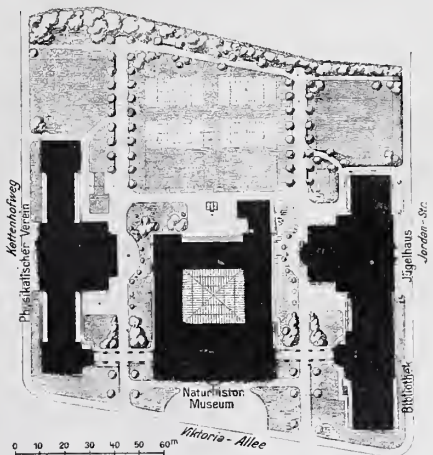 Kettenhofweg
Physikalischer Verein
Jügelhaus
Jordan-Str.
Bibliothek
Naturhistor.
Museum
Viktoria-Allee
0 10 20 30 40 50 60m